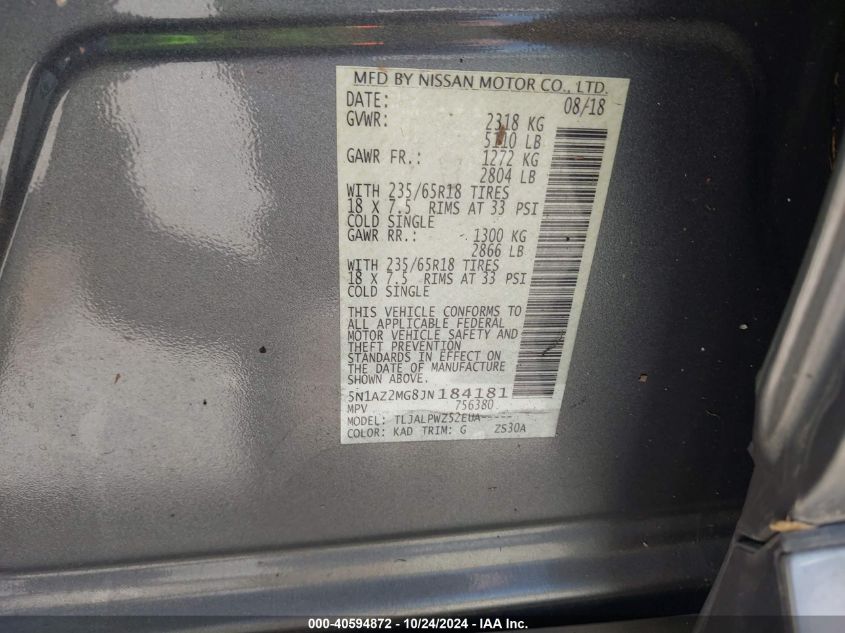 MFD BY NISSAN MOTOR CO., LTD.
DATE: 08/18
GVWR: 2318 KG
5110 LB
GAWR FR.: 1272 KG
2804 LB
WITH 235/65R18 TIRES
18 X 7.5 RIMS AT 33 PSI
COLD SINGLE
GAWR RR.: 1300 KG
2866 LB
WITH 235/65R18 TIRES
18 X 7.5 RIMS AT 33 PSI
COLD SINGLE
THIS VEHICLE CONFORMS TO
ALL APPLICABLE FEDERAL
MOTOR VEHICLE SAFETY AND
THEFT PREVENTION
STANDARDS IN EFFECT ON
THE DATE OF MANUFACTURE
SHOWN ABOVE.
5N1AZ2MG8JN184181
MPV 756380
MODEL: TLJALPWZ52EUA-----
COLOR: KAD TRIM: G ZS30A
000-40594872 - 10/24/2024 - COPYRIGHT IAA, LLC. - S30